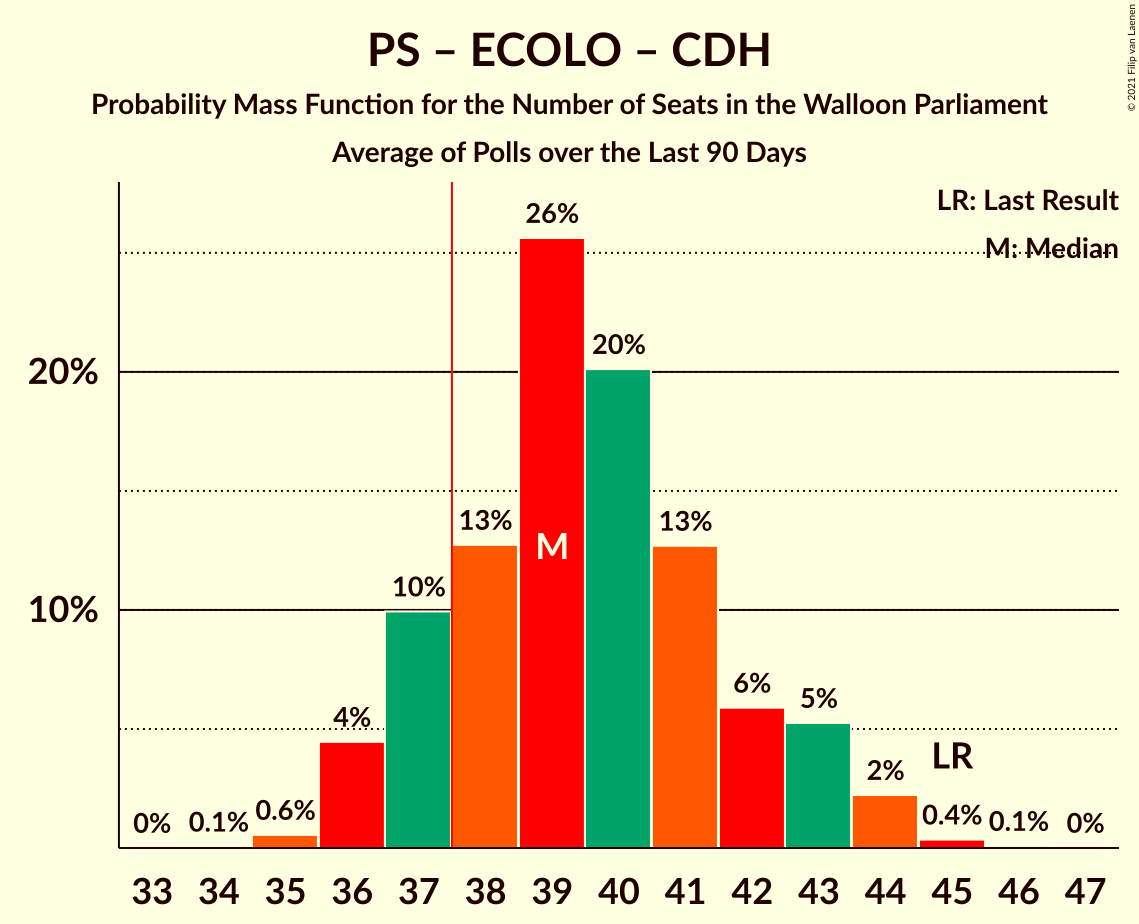 PS – ECOLO – CDH
Probability Mass Function for the Number of Seats in the Walloon Parliament
Average of Polls over the Last 90 Days
© 2021 Filip van Laenen
LR: Last Result
M: Median
26%
20%
20%
13%
13%
M
10%
10%
6%
5%
4%
LR
2%
0%
0.1%
0.6%
0.4%
0.1%
0%
33 34 35 36 37 38 39 40 41 42 43 44 45 46 47